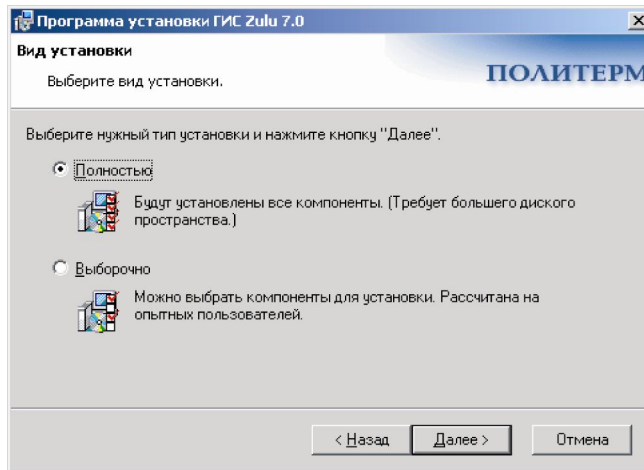 Программа установки ГИС Zulu 7.0
Вид установки
Выберите вид установки.
ПОЛИТЕРМ
Выберите нужный тип установки и нажмите кнопку "Далее".
Полностью
Будут установлены все компоненты. (Требует большего диского
пространства.)
Выборочно
Можно выбрать компоненты для установки. Рассчитана на
опытных пользователей.
< Назад Далее > Отмена